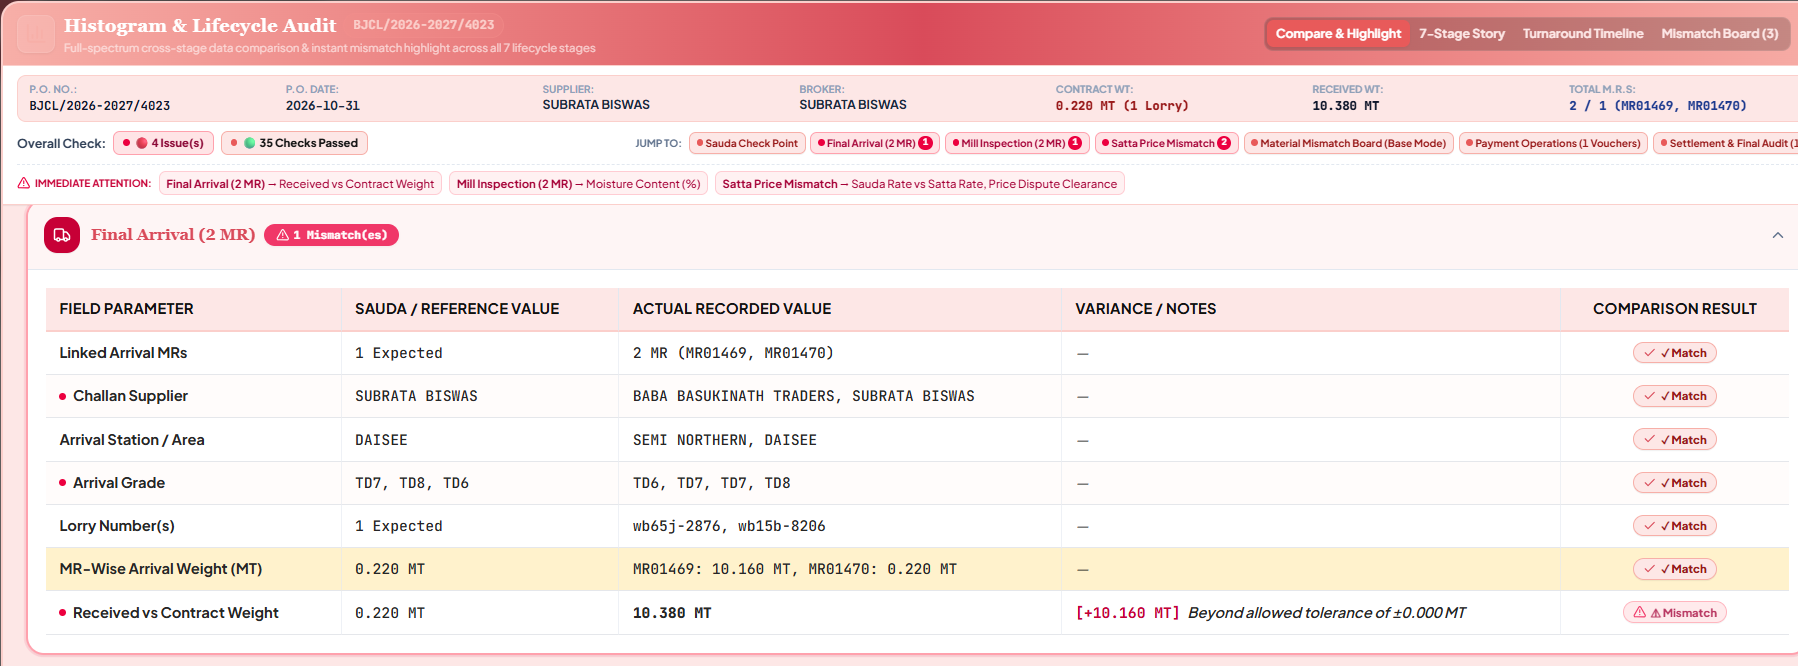 Histogram & Lifecycle Audit BJCL/2026-2027/4023
Full-spectrum cross-stage data comparison & instant mismatch highlight across all 7 lifecycle stages
Compare & Highlight 7-Stage Story Turnaround Timeline Mismatch Board (3)
P.O. NO.: P.O. DATE: SUPPLIER: BROKER: CONTRACT WT: RECEIVED WT: TOTAL M.R.S:
BJCL/2026-2027/4023 2026-10-31 SUBRATA BISWAS SUBRATA BISWAS 0.220 MT (1 Lorry) 10.380 MT 2 / 1 (MR01469, MR01470)
Overall Check: 4 Issue(s) 35 Checks Passed JUMP TO: Sauda Check Point Final Arrival (2 MR) 1 Mill Inspection (2 MR) 1 Satta Price Mismatch 2 Material Mismatch Board (Base Mode) Payment Operations (1 Vouchers) Settlement & Final Audit (1
IMMEDIATE ATTENTION: Final Arrival (2 MR) — Received vs Contract Weight Mill Inspection (2 MR) — Moisture Content (%) Satta Price Mismatch — Sauda Rate vs Satta Rate, Price Dispute Clearance
Final Arrival (2 MR) ⚠ 1 Mismatch(es)
FIELD PARAMETER SAUDA / REFERENCE VALUE ACTUAL RECORDED VALUE VARIANCE / NOTES COMPARISON RESULT
Linked Arrival MRs 1 Expected 2 MR (MR01469, MR01470) — ✓ ✓ Match
Challan Supplier SUBRATA BISWAS BABA BASUKINATH TRADERS, SUBRATA BISWAS — ✓ ✓ Match
Arrival Station / Area DAISEE SEMI NORTHERN, DAISEE — ✓ ✓ Match
Arrival Grade TD7, TD8, TD6 TD6, TD7, TD7, TD8 — ✓ ✓ Match
Lorry Number(s) 1 Expected wb65j-2876, wb15b-8206 — ✓ ✓ Match
MR-Wise Arrival Weight (MT) 0.220 MT MR01469: 10.160 MT, MR01470: 0.220 MT — ✓ ✓ Match
Received vs Contract Weight 0.220 MT 10.380 MT [+10.160 MT] Beyond allowed tolerance of ±0.000 MT ⚠ ⚠ Mismatch